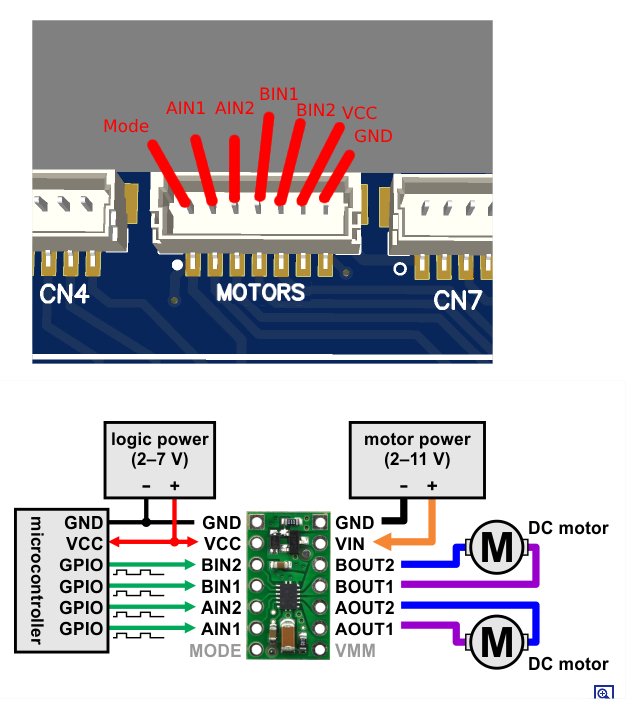 BIN1
AIN1
AIN2
BIN2
VCC
Mode
GND
CN4
MOTORS
CN7
logic power
(2–7 V)
- +
motor power
(2–11 V)
- +
microcontroller
GND
VCC
GPIO
GPIO
GPIO
GPIO
GND
VCC
BIN2
BIN1
AIN2
AIN1
MODE
GND
VIN
BOUT2
BOUT1
AOUT2
AOUT1
VMM
DC motor
M
M
DC motor